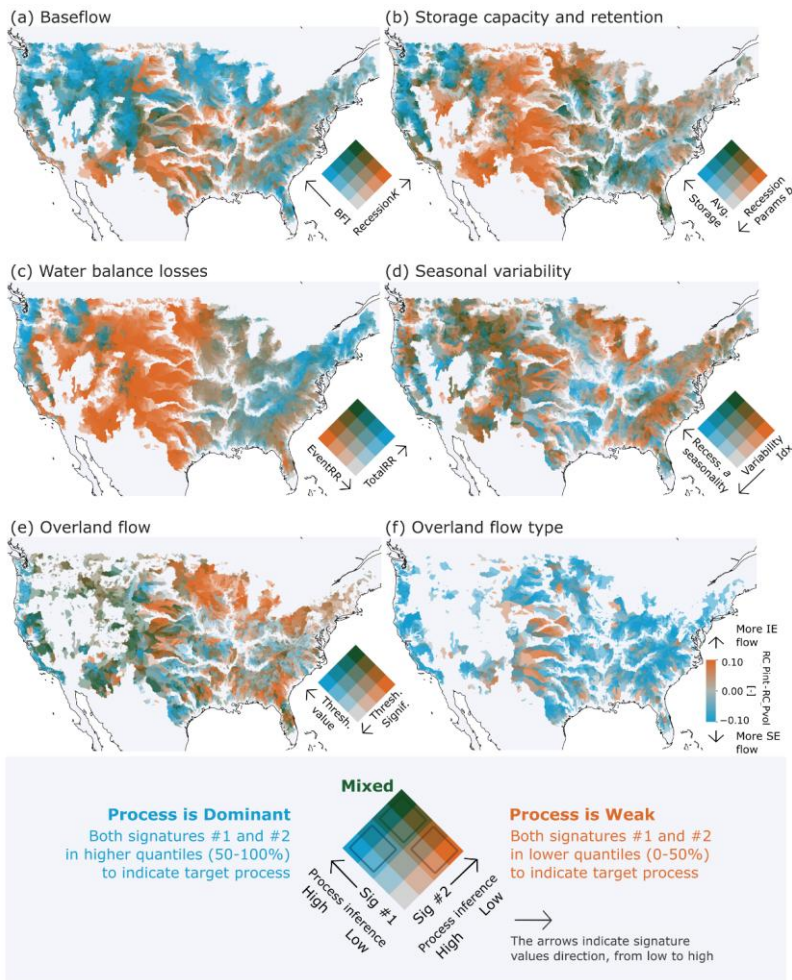 (a) Baseflow
(b) Storage capacity and retention
BFI
RecessionK
Avg.
Storage
Recession
Params b
(c) Water balance losses
(d) Seasonal variability
EventRR
TotalRR
Recess. a
seasonality
Variability
Idx
(e) Overland flow
(f) Overland flow type
Thresh.
value
Thresh.
Signif.
More IE
flow
0.10
0.00
−0.10
RC Pint.-RC Pvol
[-]
More SE
flow
Mixed
Process is Dominant
Both signatures #1 and #2
in higher quantiles (50-100%)
to indicate target process
Process is Weak
Both signatures #1 and #2
in lower quantiles (0-50%)
to indicate target process
Sig #1
Process inference
High
Low
Sig #2
Process inference
High
Low
The arrows indicate signature
values direction, from low to high